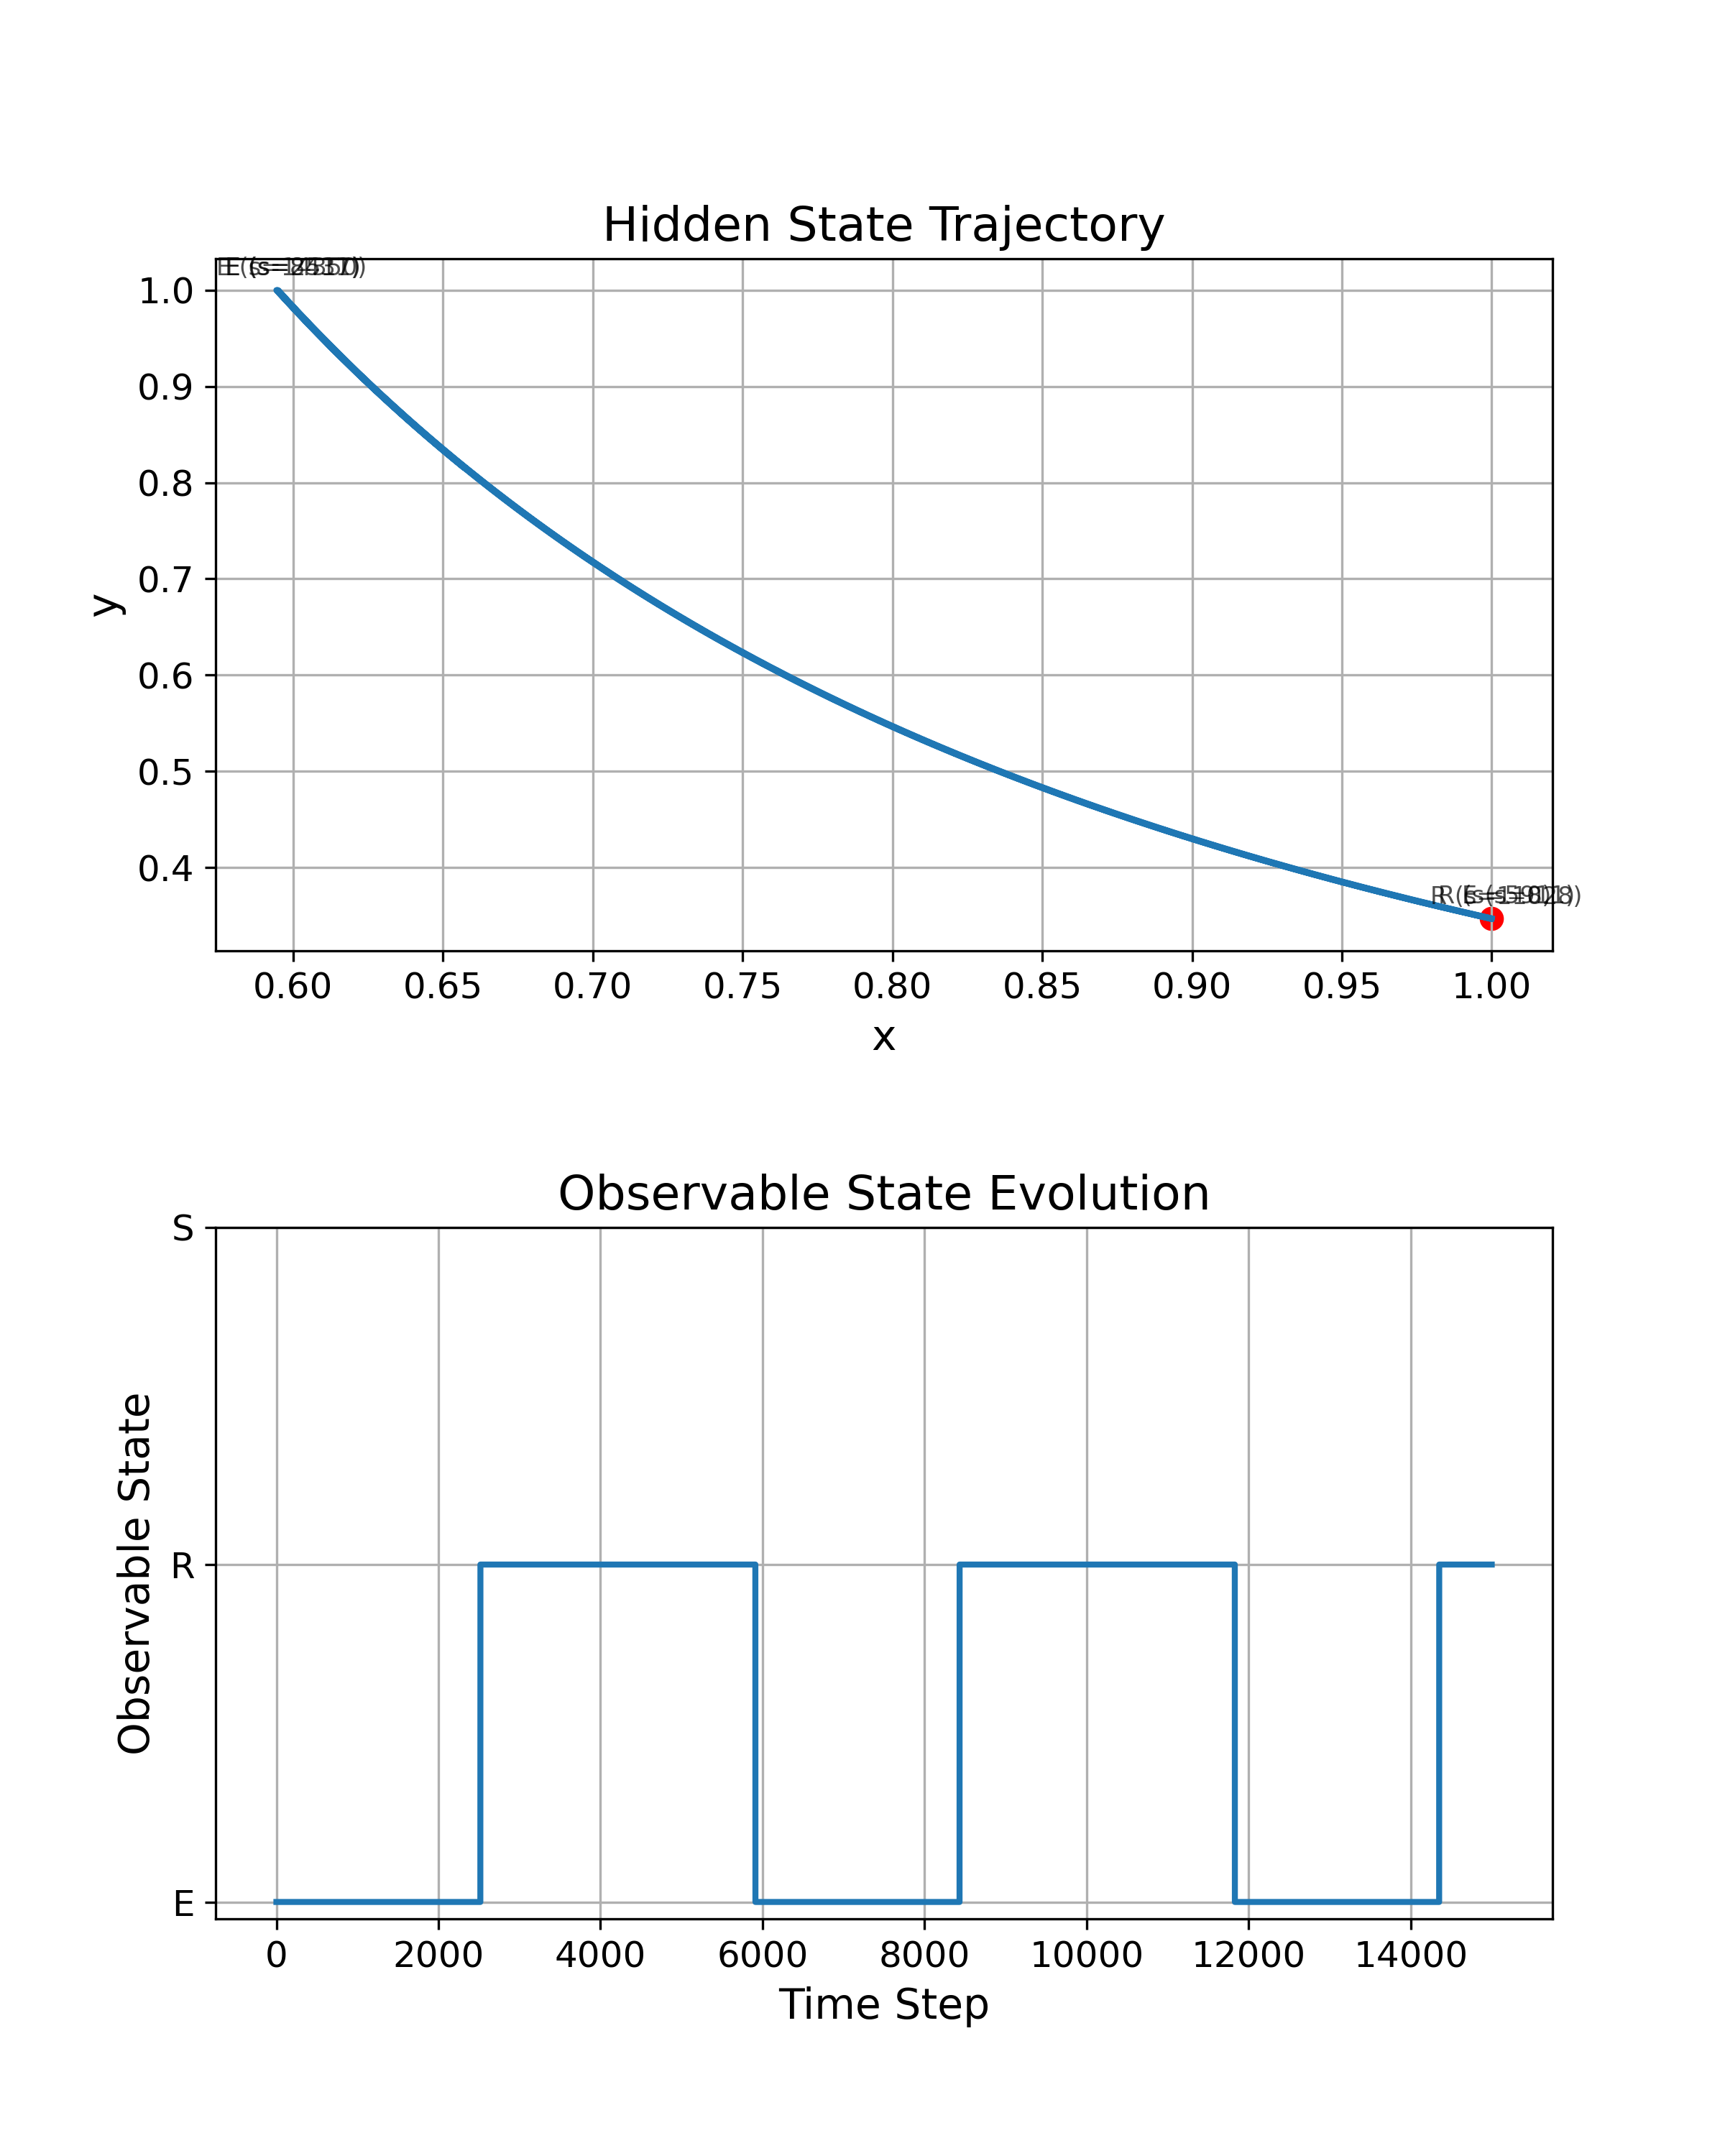 Hidden State Trajectory
1.0
0.9
0.8
0.7
0.6
0.5
0.4
y
0.60 0.65 0.70 0.75 0.80 0.85 0.90 0.95 1.00
x
Observable State Evolution
S
R
E
Observable State
0 2000 4000 6000 8000 10000 12000 14000
Time Step